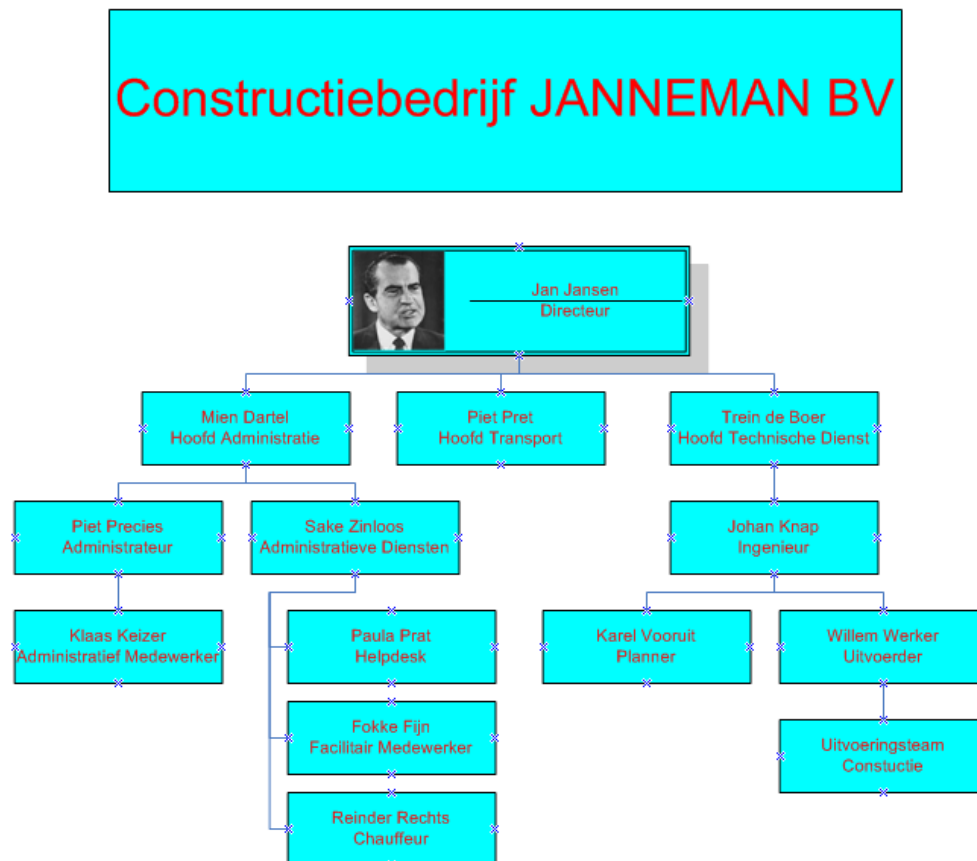 Constructiebedrijf JANNEMAN BV
Jan Jansen
Directeur
Mien Dartel
Hoofd Administratie
Piet Pret
Hoofd Transport
Trein de Boer
Hoofd Technische Dienst
Piet Precies
Administrateur
Sake Zinloos
Administratieve Diensten
Johan Knap
Ingenieur
Klaas Keizer
Administratief Medewerker
Paula Prat
Helpdesk
Karel Vooruit
Planner
Willem Werker
Uitvoerder
Fokke Fijn
Facilitair Medewerker
Uitvoeringsteam
Constuctie
Reinder Rechts
Chauffeur